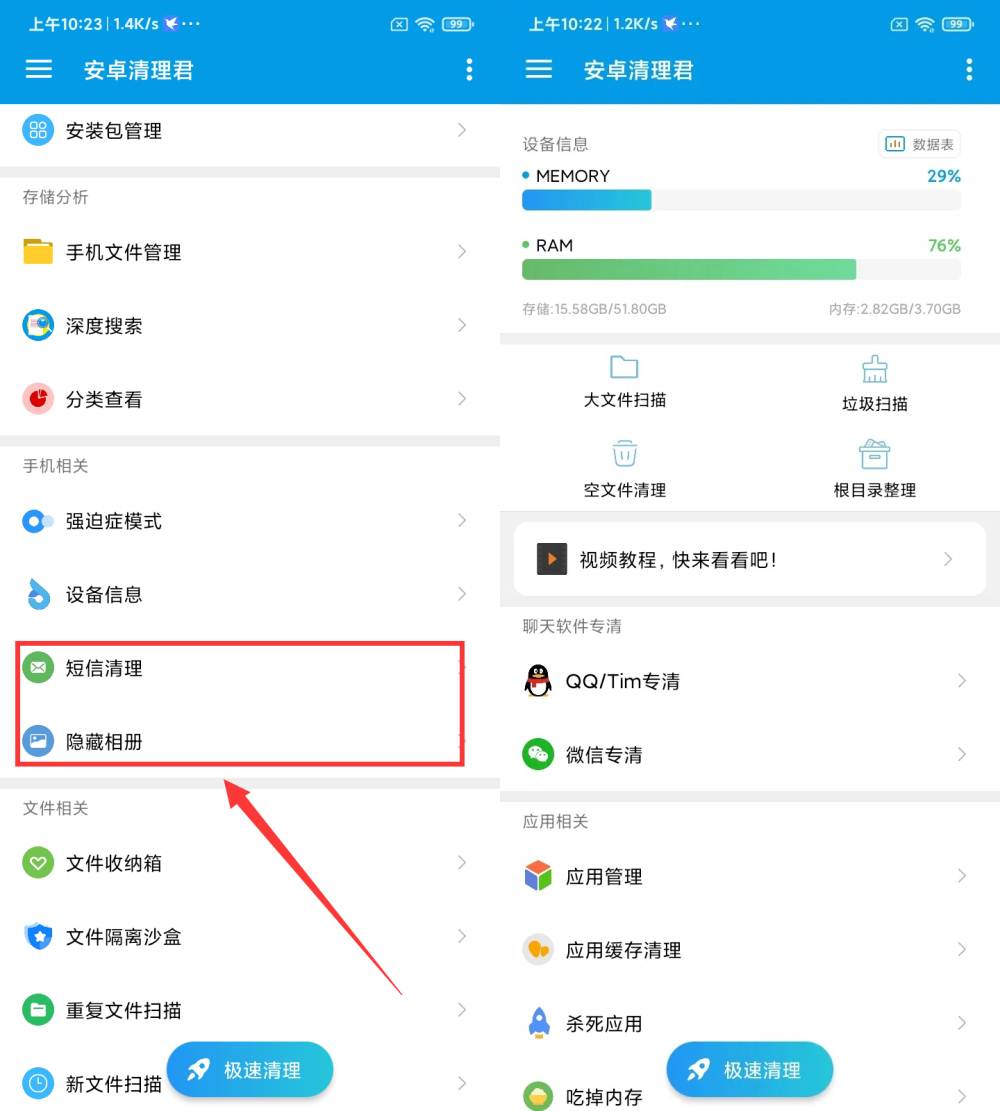 上午10:23 | 1.4K/s ···
99
安卓清理君
安装包管理
存储分析
手机文件管理
深度搜索
分类查看
手机相关
强迫症模式
设备信息
短信清理
隐藏相册
文件相关
文件收纳箱
文件隔离沙盒
重复文件扫描
新文件扫描
极速清理
上午10:22 | 1.2K/s ···
99
安卓清理君
设备信息
数据表
MEMORY 29%
RAM 76%
存储:15.58GB/51.80GB 内存:2.82GB/3.70GB
大文件扫描 垃圾扫描
空文件清理 根目录整理
视频教程，快来看看吧！
聊天软件专清
QQ/Tim专清
微信专清
应用相关
应用管理
应用缓存清理
杀死应用
吃掉内存
极速清理